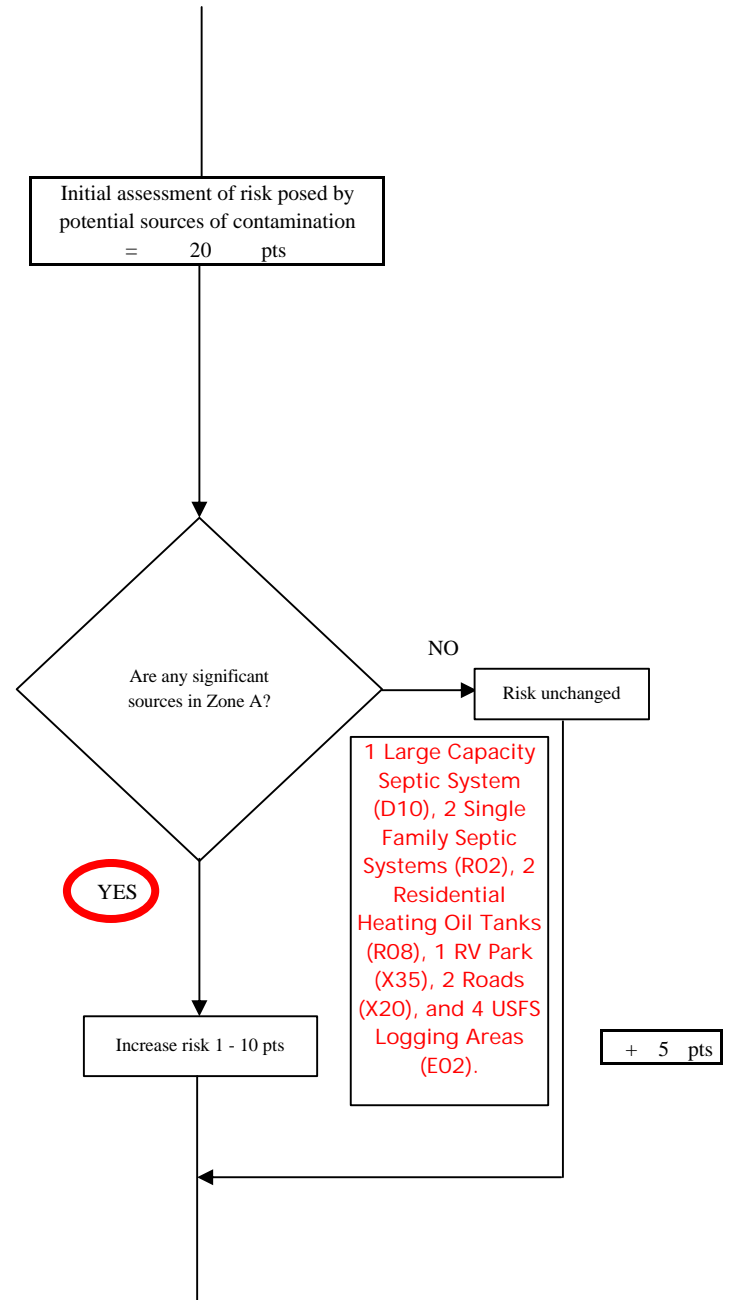 Initial assessment of risk posed by
potential sources of contamination
= 20 pts
NO
Are any significant
sources in Zone A?
Risk unchanged
1 Large Capacity
Septic System
(D10), 2 Single
Family Septic
Systems (R02), 2
Residential
Heating Oil Tanks
(R08), 1 RV Park
(X35), 2 Roads
(X20), and 4 USFS
Logging Areas
(E02).
YES
Increase risk 1 - 10 pts
+ 5 pts